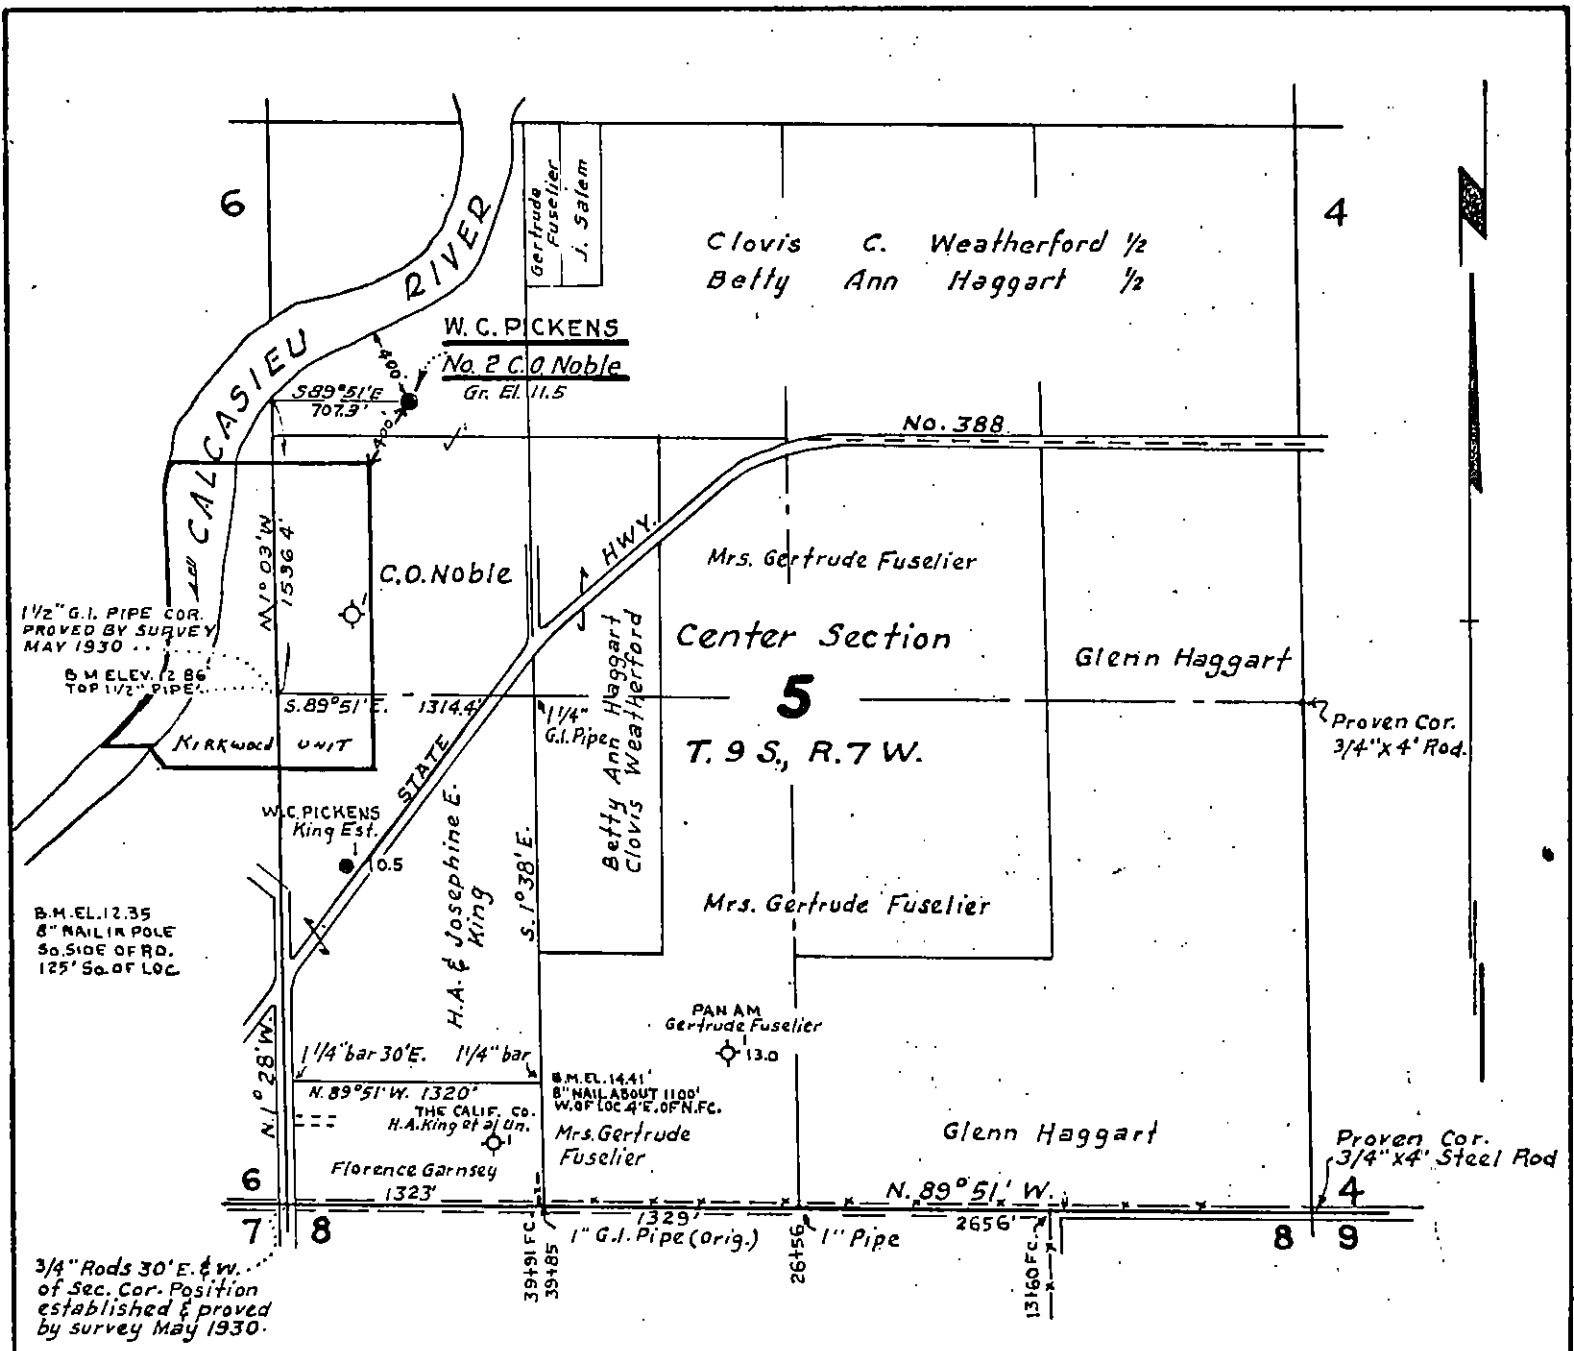 6
4
Clovis C. Weatherford 1/2
Betty Ann Haggart 1/2
Gertrude
Fuselier
J. Salem
CALCASIEU RIVER
W. C. PICKENS
No. 2 C.O. Noble
Gr. El. 11.5
400'
S89°51'E
707.3'
400'
No. 388
STATE HWY.
N1°03'W
1536 4'
C.O. Noble
1
Mrs. Gertrude Fuselier
1 1/2" G.I. PIPE COR.
PROVED BY SURVEY
MAY 1930
B M ELEV. 12 86'
TOP 1 1/2" PIPE
Center Section
5
T. 9 S., R. 7 W.
Glenn Haggart
S. 89°51'E. 1314.4'
1 1/4"
G.I. Pipe
Betty Ann Haggart
Clovis Weatherford
Proven Cor.
3/4" x 4' Rod.
KIRKWOOD UNIT
W.C. PICKENS
King Est.
10.5
H.A. & Josephine E.
King
S. 1°38' E.
Mrs. Gertrude Fuselier
B.M. EL. 12.35
8" NAIL IN POLE
SO. SIDE OF RD.
125' SO. OF LOC
PAN AM
Gertrude Fuselier
1
13.0
N. 1° 28' W.
1 1/4" bar 30'E. 1 1/4" bar
N. 89°51' W. 1320'
B.M. EL. 14.41'
8" NAIL ABOUT 1100'
W. OF LOC 4' E. OF N. FC.
THE CALIF. CO.
H.A. King et al Un.
1
Mrs. Gertrude
Fuselier
Glenn Haggart
Florence Garnsey
1323'
Proven Cor.
3/4" x 4' Steel Rod
6
4
N. 89° 51' W.
7 8
1329'
2656'
8 9
1" G.I. Pipe (orig.)
1" Pipe
39+91 FC.
39+85
26+56
13+60 FC.
3/4" Rods 30' E. & W.
of Sec. Cor. Position
established & proved
by survey May 1930.